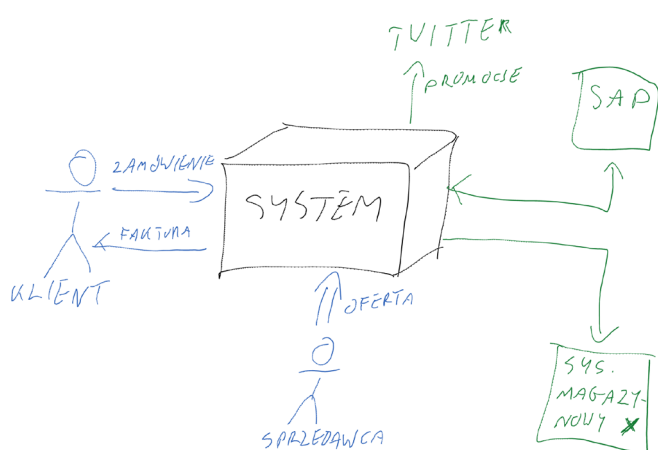 TWITTER
PROMOCJE
SAP
ZAMÓWIENIE
SYSTEM
FAKTURA
KLIENT
OFERTA
SYS.
MAGAZY-
NOWY
SPRZEDAWCA